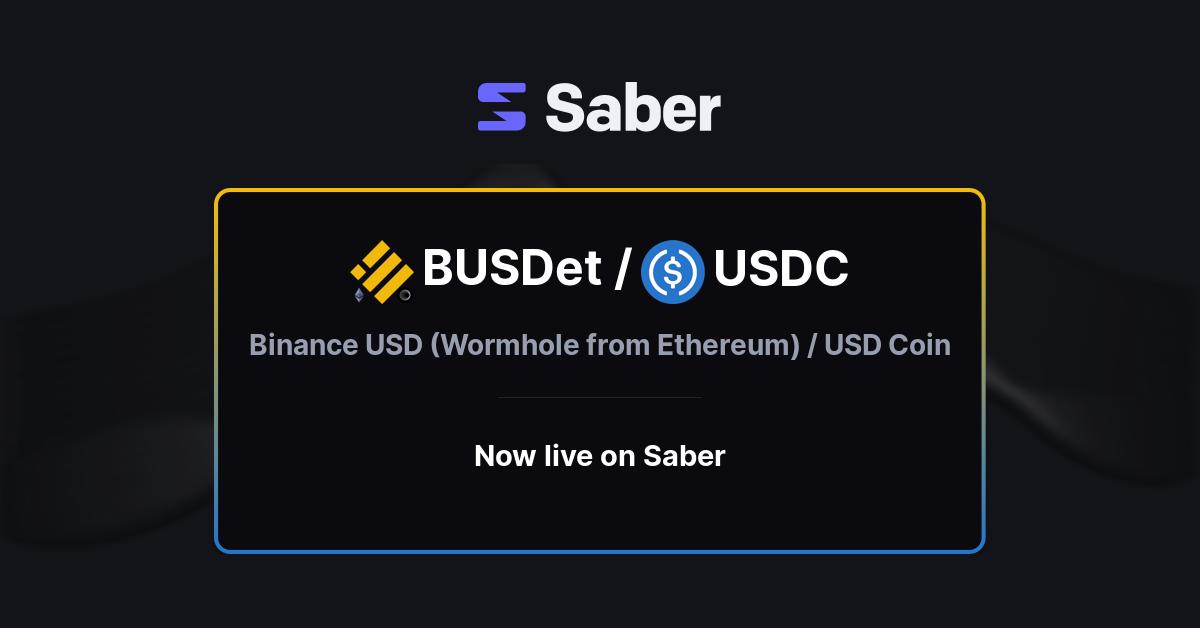 Saber
BUSDet / USDC
Binance USD (Wormhole from Ethereum) / USD Coin
Now live on Saber